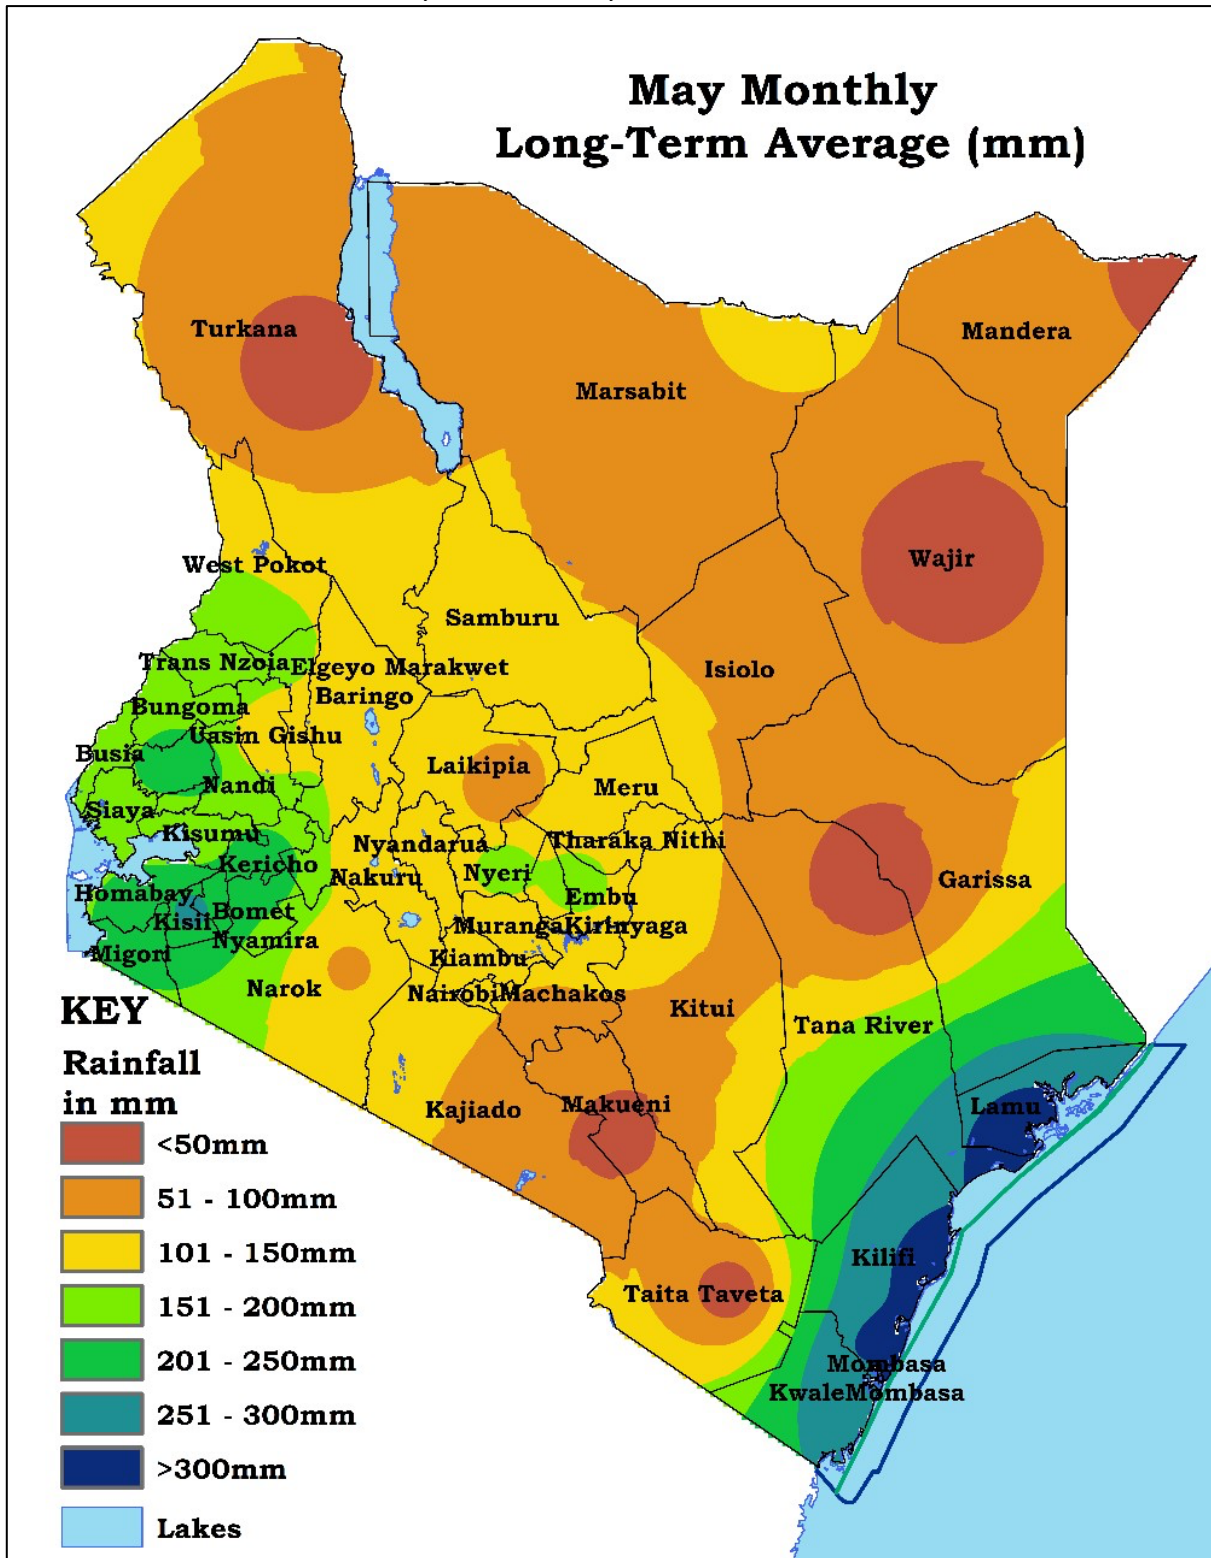 May Monthly
Long-Term Average (mm)
Turkana
Mandera
Marsabit
Wajir
West Pokot
Samburu
Trans Nzoia
Elgeyo Marakwet
Isiolo
Baringo
Bungoma
Uasin Gishu
Busia
Laikipia
Nandi
Meru
Siaya
Kisumu
Nyandarua
Tharaka Nithi
Kericho
Nyeri
Nakuru
Garissa
Homabay
Embu
Kisii
Bomet
Muranga
Kirinyaga
Nyamira
Migori
Kiambu
Narok
Nairobi
Machakos
Kitui
Tana River
Kajiado
Makueni
Lamu
Kilifi
Taita Taveta
Mombasa
Kwale
Mombasa
KEY
Rainfall
in mm
<50mm
51 - 100mm
101 - 150mm
151 - 200mm
201 - 250mm
251 - 300mm
>300mm
Lakes